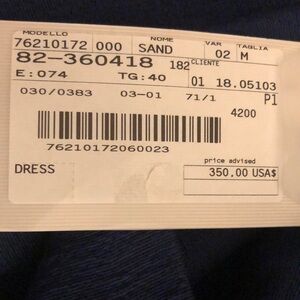 MODELLO NOME VAR TAGLIA
76210172 000 SAND 02 M
82-360418 182 CLIENTE
E:074 TG:40 01 18.05103
030/0383 03-01 71/1 P1
4200
76210172060023
price advised
DRESS 350.00 USA$